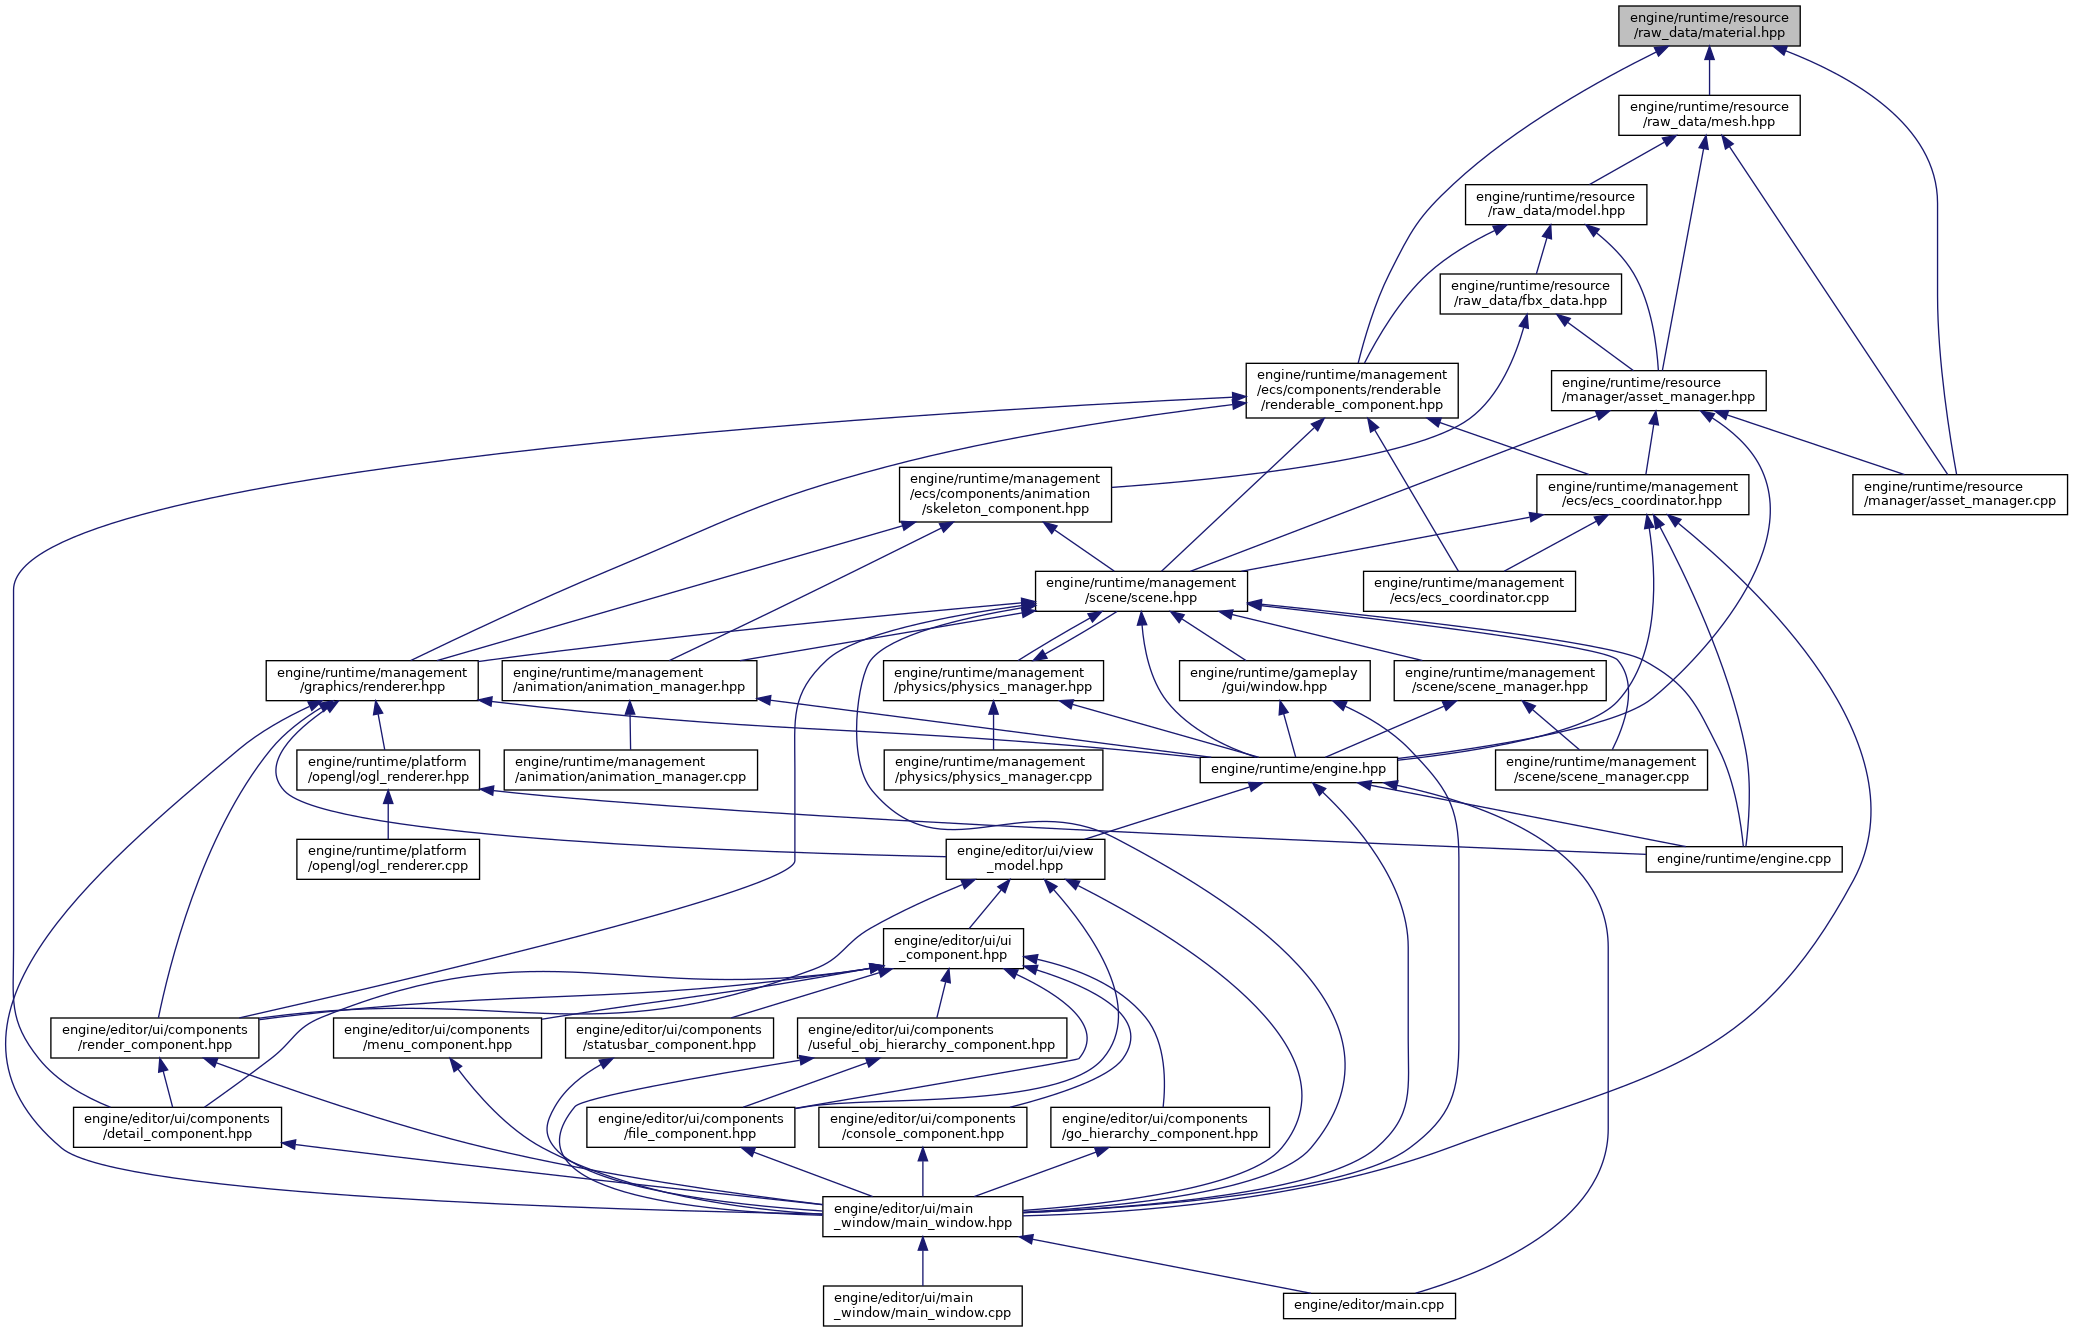 engine/runtime/resource
/raw_data/material.hpp
engine/runtime/resource
/raw_data/mesh.hpp
engine/runtime/resource
/raw_data/model.hpp
engine/runtime/resource
/raw_data/fbx_data.hpp
engine/runtime/management
/ecs/components/renderable
/renderable_component.hpp
engine/runtime/resource
/manager/asset_manager.hpp
engine/runtime/management
/ecs/components/animation
/skeleton_component.hpp
engine/runtime/management
/ecs/ecs_coordinator.hpp
engine/runtime/resource
/manager/asset_manager.cpp
engine/runtime/management
/scene/scene.hpp
engine/runtime/management
/ecs/ecs_coordinator.cpp
engine/runtime/management
/graphics/renderer.hpp
engine/runtime/management
/animation/animation_manager.hpp
engine/runtime/management
/physics/physics_manager.hpp
engine/runtime/gameplay
/gui/window.hpp
engine/runtime/management
/scene/scene_manager.hpp
engine/runtime/platform
/opengl/ogl_renderer.hpp
engine/runtime/management
/animation/animation_manager.cpp
engine/runtime/management
/physics/physics_manager.cpp
engine/runtime/engine.hpp
engine/runtime/management
/scene/scene_manager.cpp
engine/runtime/platform
/opengl/ogl_renderer.cpp
engine/editor/ui/view
_model.hpp
engine/runtime/engine.cpp
engine/editor/ui/ui
_component.hpp
engine/editor/ui/components
/render_component.hpp
engine/editor/ui/components
/menu_component.hpp
engine/editor/ui/components
/statusbar_component.hpp
engine/editor/ui/components
/useful_obj_hierarchy_component.hpp
engine/editor/ui/components
/detail_component.hpp
engine/editor/ui/components
/file_component.hpp
engine/editor/ui/components
/console_component.hpp
engine/editor/ui/components
/go_hierarchy_component.hpp
engine/editor/ui/main
_window/main_window.hpp
engine/editor/ui/main
_window/main_window.cpp
engine/editor/main.cpp